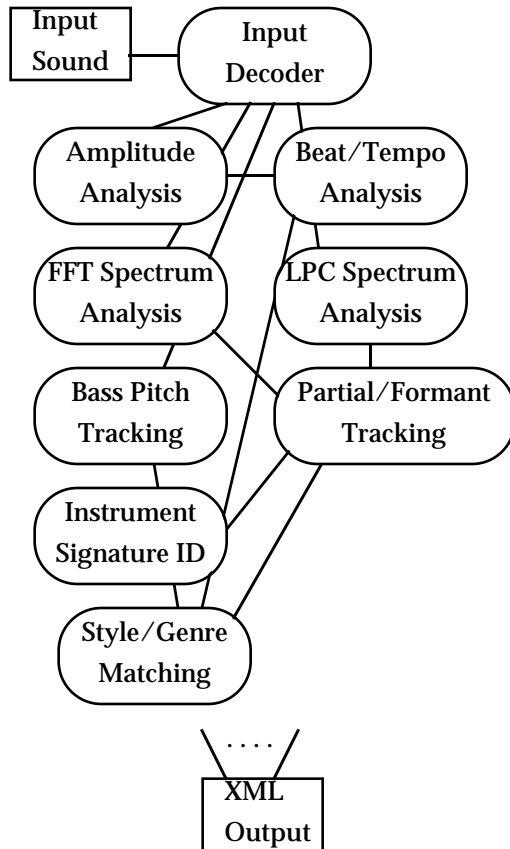 Input
Sound
Input
Decoder
Amplitude
Analysis
Beat/Tempo
Analysis
FFT Spectrum
Analysis
LPC Spectrum
Analysis
Bass Pitch
Tracking
Partial/Formant
Tracking
Instrument
Signature ID
Style/Genre
Matching
....
XML
Output